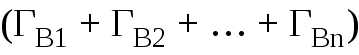 (Γ_B1 + Γ_B2 + … + Γ_Bn)